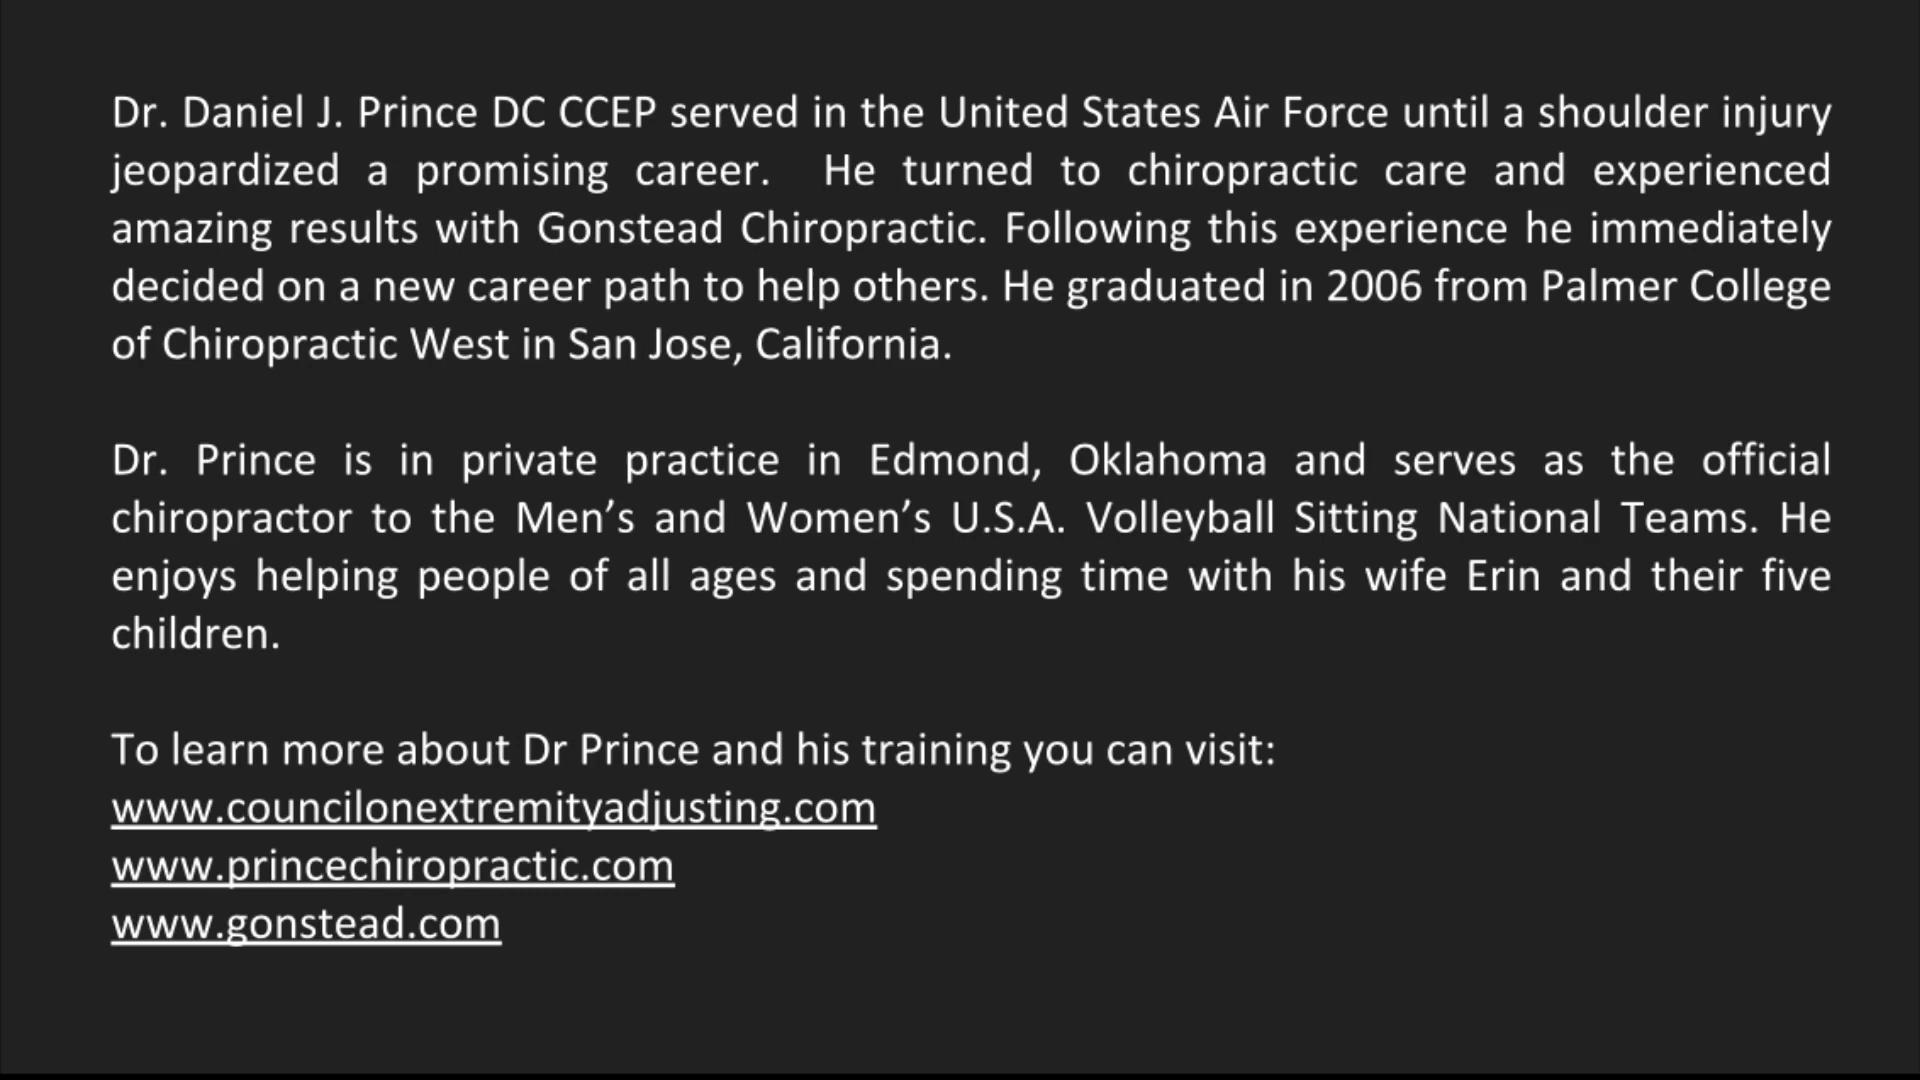 Dr. Daniel J. Prince DC CCEP served in the United States Air Force until a shoulder injury
jeopardized a promising career.  He turned to chiropractic care and experienced
amazing results with Gonstead Chiropractic. Following this experience he immediately
decided on a new career path to help others. He graduated in 2006 from Palmer College
of Chiropractic West in San Jose, California.
Dr. Prince is in private practice in Edmond, Oklahoma and serves as the official
chiropractor to the Men’s and Women’s U.S.A. Volleyball Sitting National Teams. He
enjoys helping people of all ages and spending time with his wife Erin and their five
children.
To learn more about Dr Prince and his training you can visit:
www.councilonextremityadjusting.com
www.princechiropractic.com
www.gonstead.com